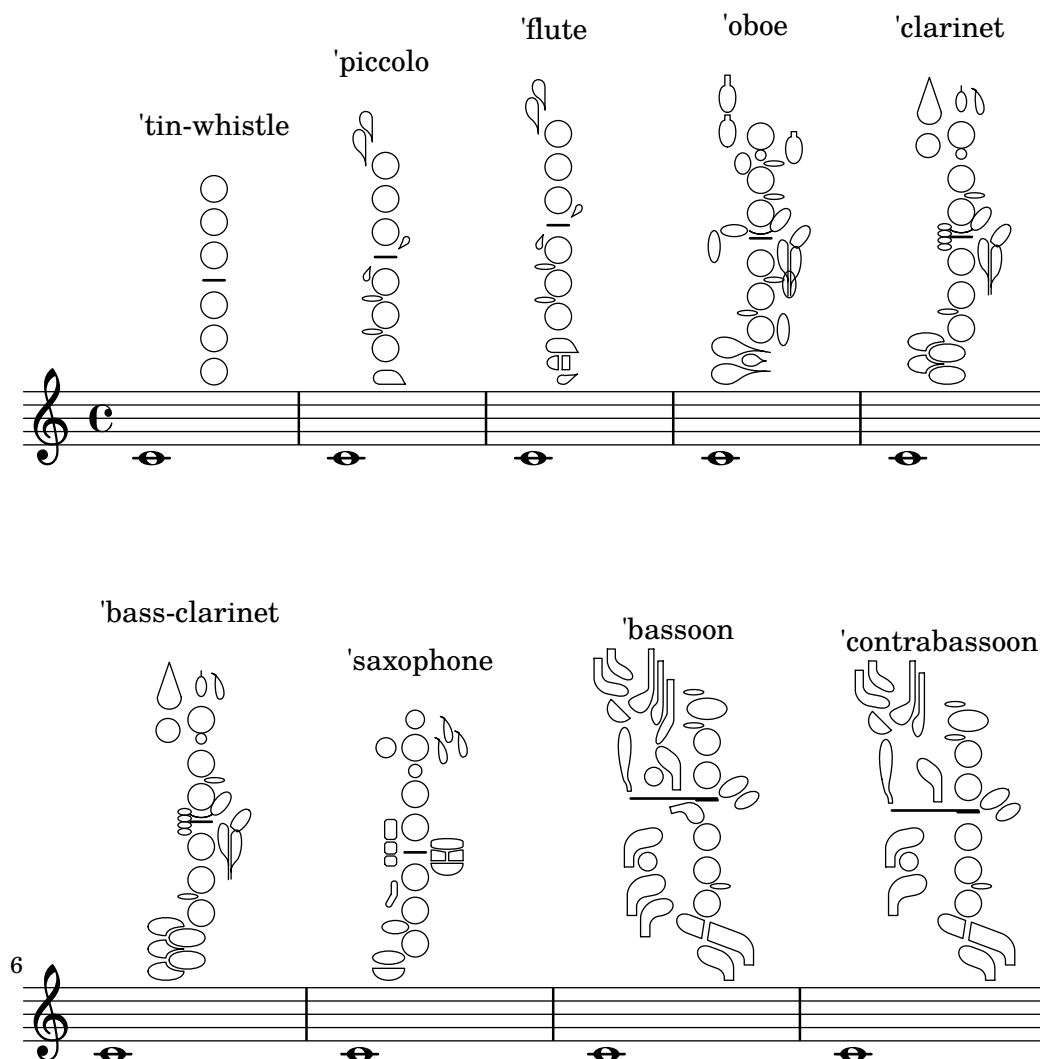 'tin-whistle
'piccolo
'flute
'oboe
'clarinet
'bass-clarinet
'saxophone
'bassoon
'contrabassoon
6